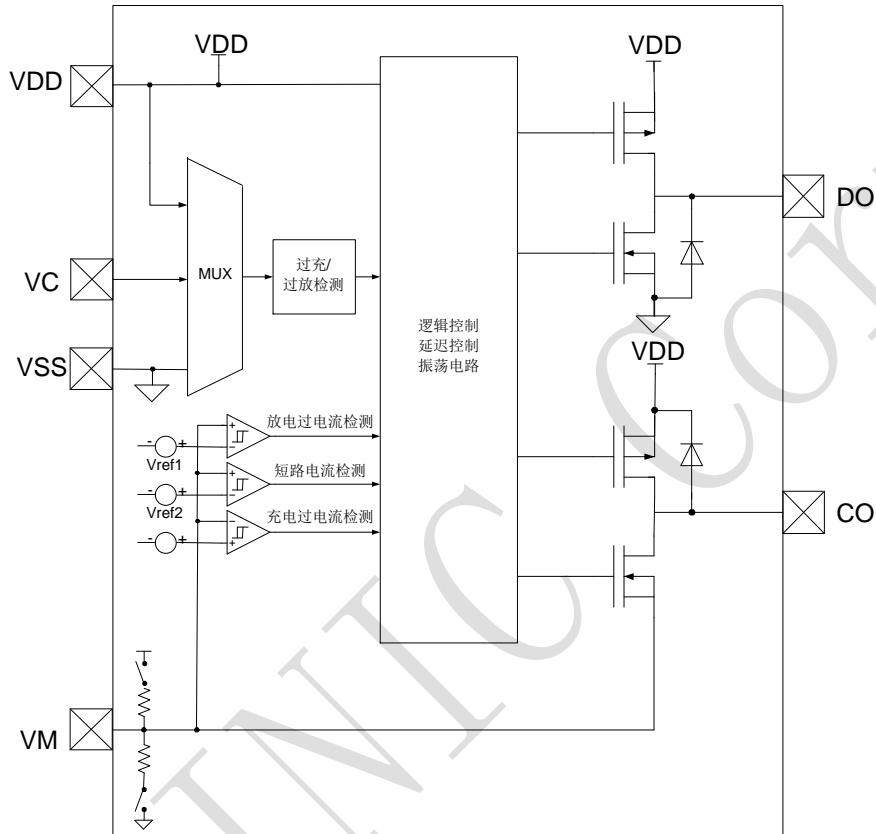 VDD
VDD
VDD
VC
MUX
过充/
过放检测
DO
VSS
逻辑控制
延迟控制
振荡电路
VDD
放电过电流检测
Vref1
短路电流检测
Vref2
充电过电流检测
CO
VM
INIC Corp